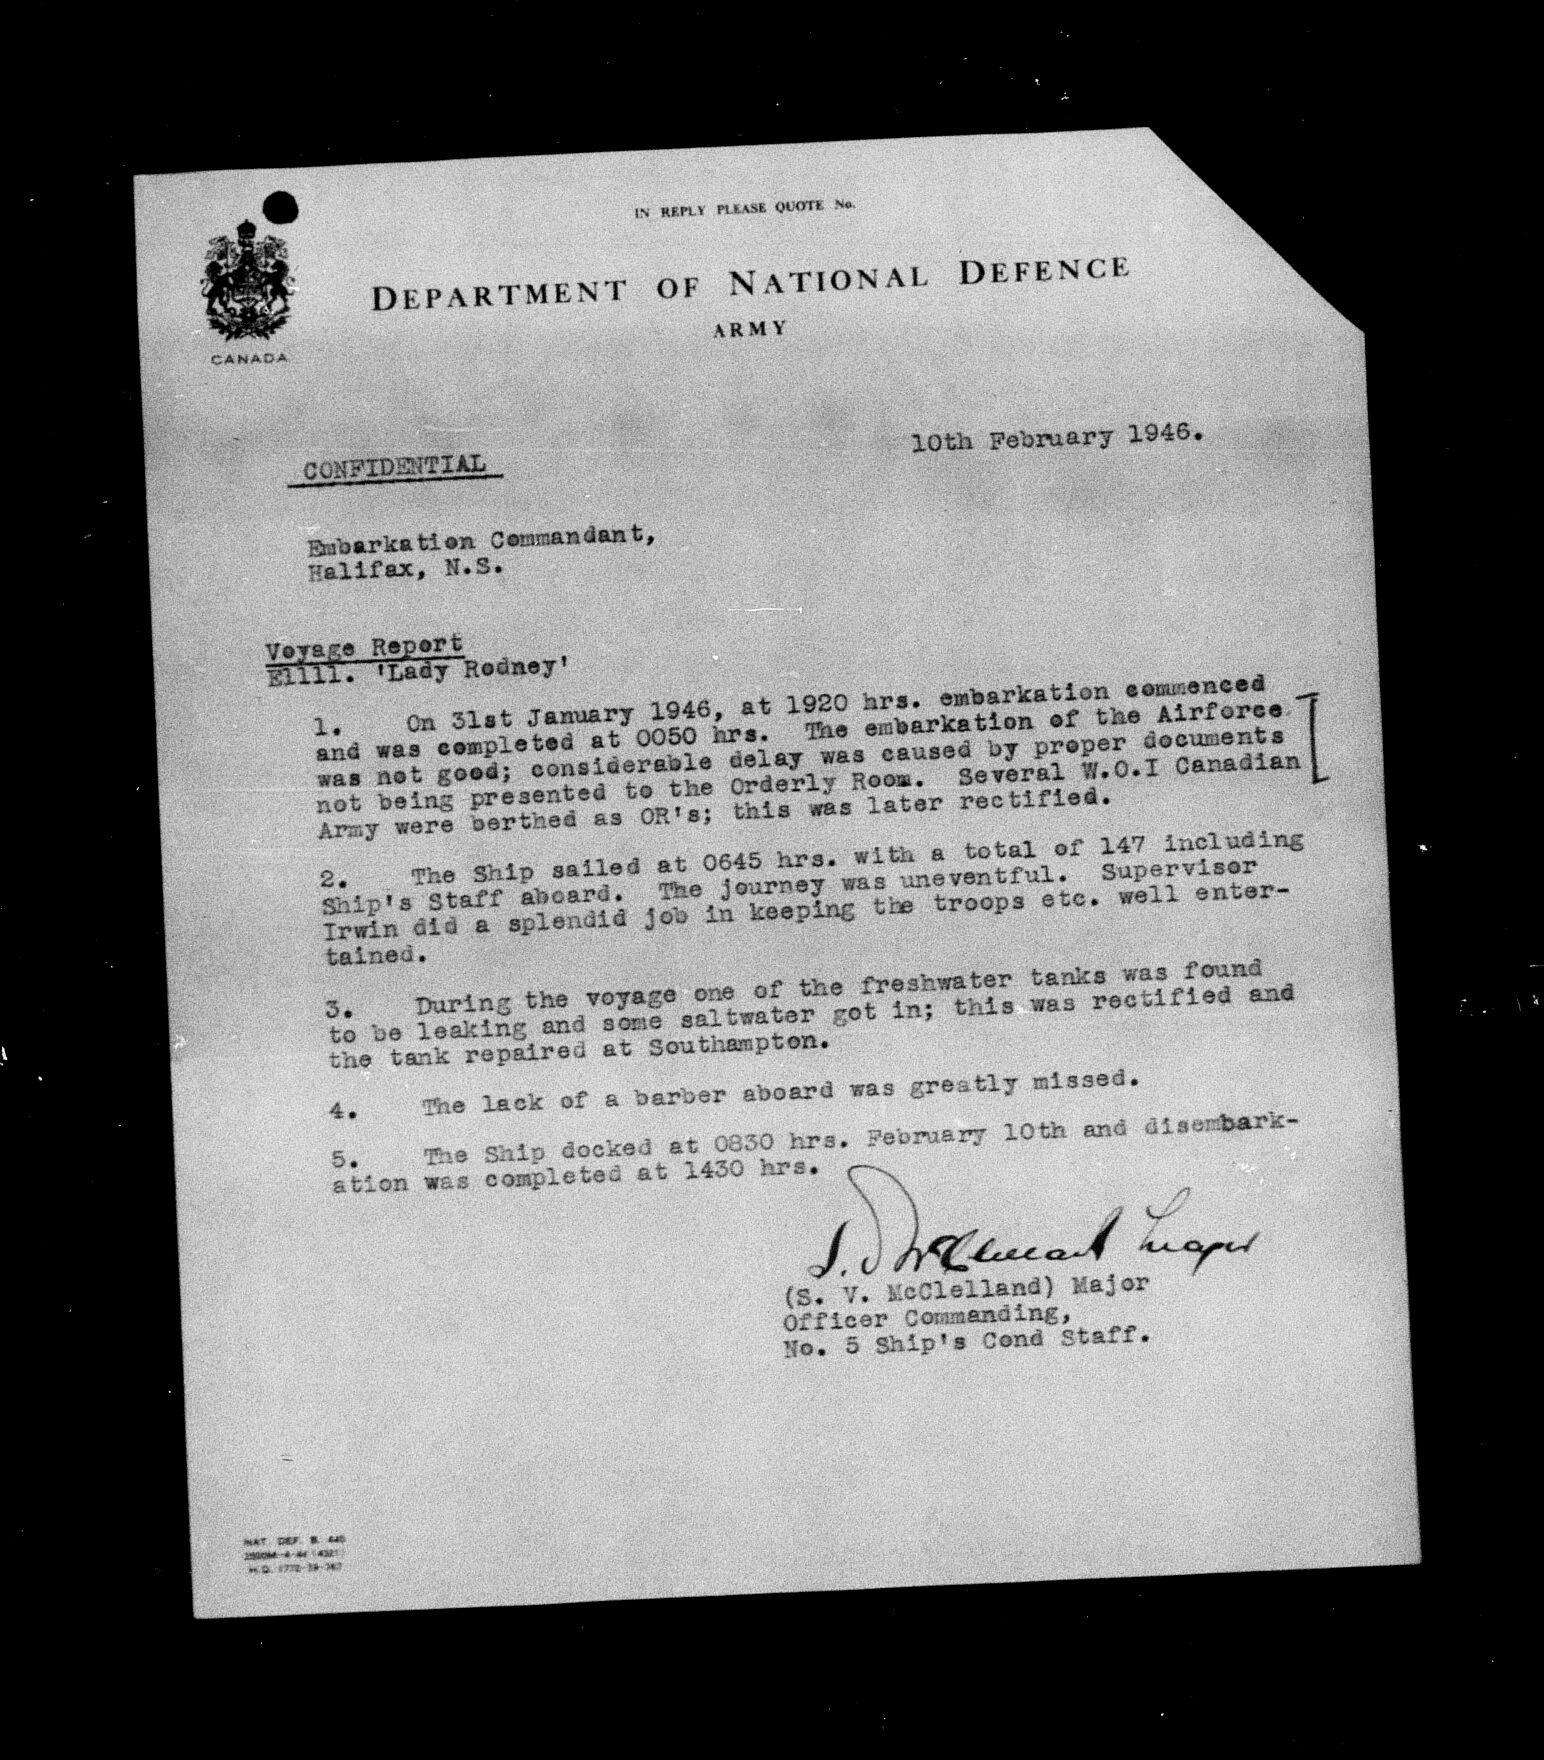 IN REPLY PLEASE QUOTE No.
DEPARTMENT OF NATIONAL DEFENCE
ARMY
CANADA
10th February 1946.
CONFIDENTIAL
Embarkation Commandant,
Halifax, N.S.
Voyage Report
E1111. 'Lady Rodney'
1. On 31st January 1946, at 1920 hrs. embarkation commenced
and was completed at 0050 hrs. The embarkation of the Airforce
was not good; considerable delay was caused by proper documents
not being presented to the Orderly Room. Several W.O.I Canadian
Army were berthed as OR's; this was later rectified.
2. The Ship sailed at 0645 hrs. with a total of 147 including
Ship's Staff aboard. The journey was uneventful. Supervisor
Irwin did a splendid job in keeping the troops etc. well enter-
tained.
3. During the voyage one of the freshwater tanks was found
to be leaking and some saltwater got in; this was rectified and
the tank repaired at Southampton.
4. The lack of a barber aboard was greatly missed.
5. The Ship docked at 0830 hrs. February 10th and disembark-
ation was completed at 1430 hrs.
S. V. McClelland Major
(S. V. McClelland) Major
Officer Commanding,
No. 5 Ship's Cond Staff.
NAT. DEF. B. 445
H.Q. 1772-39-